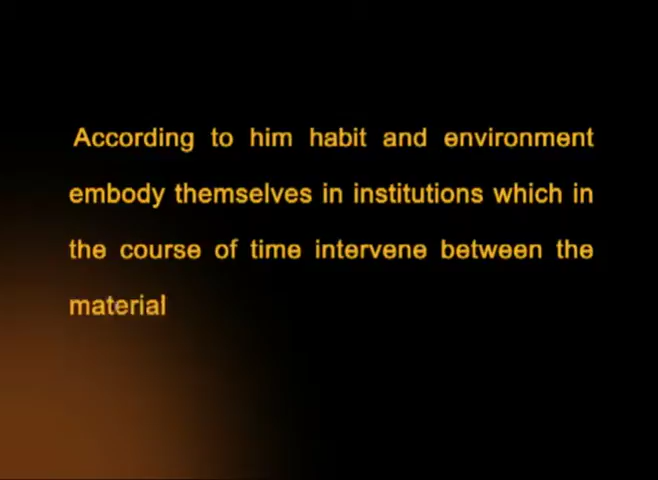 According to him habit and environment
embody themselves in institutions which in
the course of time intervene between the
material